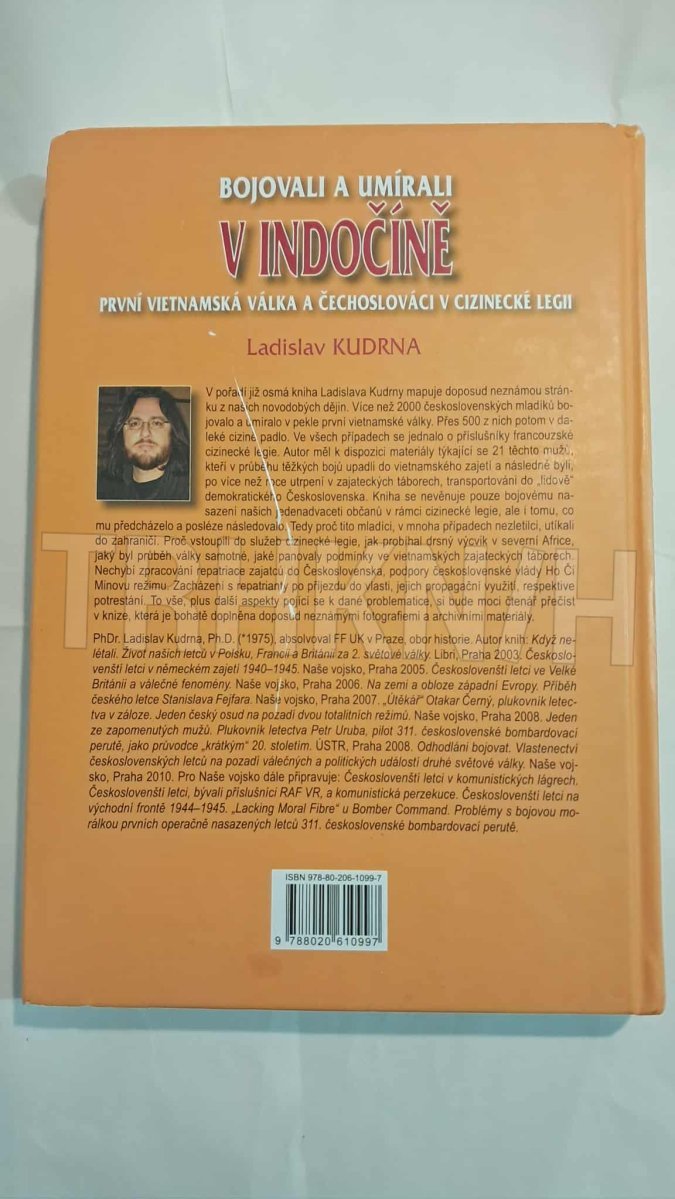 BOJOVALI A UMÍRALI
V INDOČÍNĚ
PRVNÍ VIETNAMSKÁ VÁLKA A ČECHOSLOVÁCI V CIZINECKÉ LEGII
Ladislav KUDRNA
V pořadí již osmá kniha Ladislava Kudrny mapuje doposud neznámou strán-
ku z našich novodobých dějin. Více než 2000 československých mladíků bo-
jovalo a umíralo v pekle první vietnamské války. Přes 500 z nich potom v da-
leké cizině padlo. Ve všech případech se jednalo o příslušníky francouzské
cizinecké legie. Autor měl k dispozici materiály týkající se 21 těchto mužů,
kteří v průběhu těžkých bojů upadli do vietnamského zajetí a následně byli,
po více než roce utrpení v zajateckých táborech, transportováni do „lidově“
demokratického Československa. Kniha se nevěnuje pouze bojovému na-
sazení našich jedenadvaceti občanů v rámci cizinecké legie, ale i tomu, co
mu předcházelo a posléze následovalo. Tedy proč tito mladíci, v mnoha případech nezletilí, utíkali
do zahraničí. Proč vstoupili do služeb cizinecké legie, jak probíhal drsný výcvik v severní Africe,
jaký byl průběh války samotné, jaké panovaly podmínky ve vietnamských zajateckých táborech.
Nechybí zpracování repatriace zajatců do Československa, podpory československé vlády Ho Či
Minovu režimu. Zacházení s repatrianty po příjezdu do vlasti, jejich propagační využití, respektive
potrestání. To vše, plus další aspekty pojící se k dané problematice, si bude moci čtenář přečíst
v knize, která je bohatě doplněna doposud neznámými fotografiemi a archivními materiály.
PhDr. Ladislav Kudrna, Ph.D. (*1975), absolvoval FF UK v Praze, obor historie. Autor knih: Když ne-
létali. Život našich letců v Polsku, Francii a Británii za 2. světové války. Libri, Praha 2003. Českoslo-
venští letci v německém zajetí 1940–1945. Naše vojsko, Praha 2005. Českoslovenští letci ve Velké
Británii a válečné fenomény. Naše vojsko, Praha 2006. Na zemi a obloze západní Evropy. Příběh
českého letce Stanislava Fejfara. Naše vojsko, Praha 2007. „Útěkář“ Otakar Černý, plukovník letec-
tva v záloze. Jeden český osud na pozadí dvou totalitních režimů. Naše vojsko, Praha 2008. Jeden
ze zapomenutých mužů. Plukovník letectva Petr Uruba, pilot 311. československé bombardovací
perutě, jako průvodce „krátkým“ 20. stoletím. ÚSTR, Praha 2008. Odhodláni bojovat. Vlastenectví
československých letců na pozadí válečných a politických událostí druhé světové války. Naše voj-
sko, Praha 2010. Pro Naše vojsko dále připravuje: Českoslovenští letci v komunistických lágrech.
Českoslovenští letci, bývalí příslušníci RAF VR, a komunistická perzekuce. Českoslovenští letci na
východní frontě 1944–1945. „Lacking Moral Fibre“ u Bomber Command. Problémy s bojovou mo-
rálkou prvních operačně nasazených letců 311. československé bombardovací perutě.
ISBN 978-80-206-1099-7
9 788020 610997